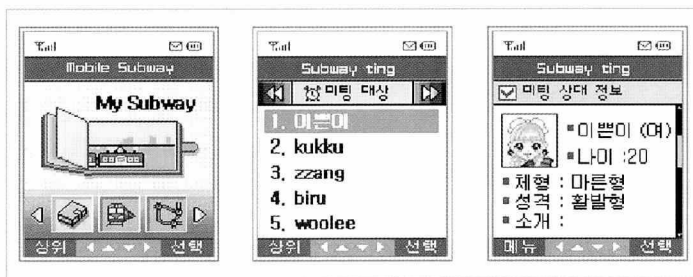 Mobile Subway
My Subway
상위
선택
Subway ting
미팅 대상
1. 이쁜이
2. kukku
3. zzang
4. biru
5. woolee
상위
선택
Subway ting
미팅 상대 정보
이쁜이 (여)
나이 :20
체형 : 마른형
성격 : 활발형
소개 :
메뉴
선택